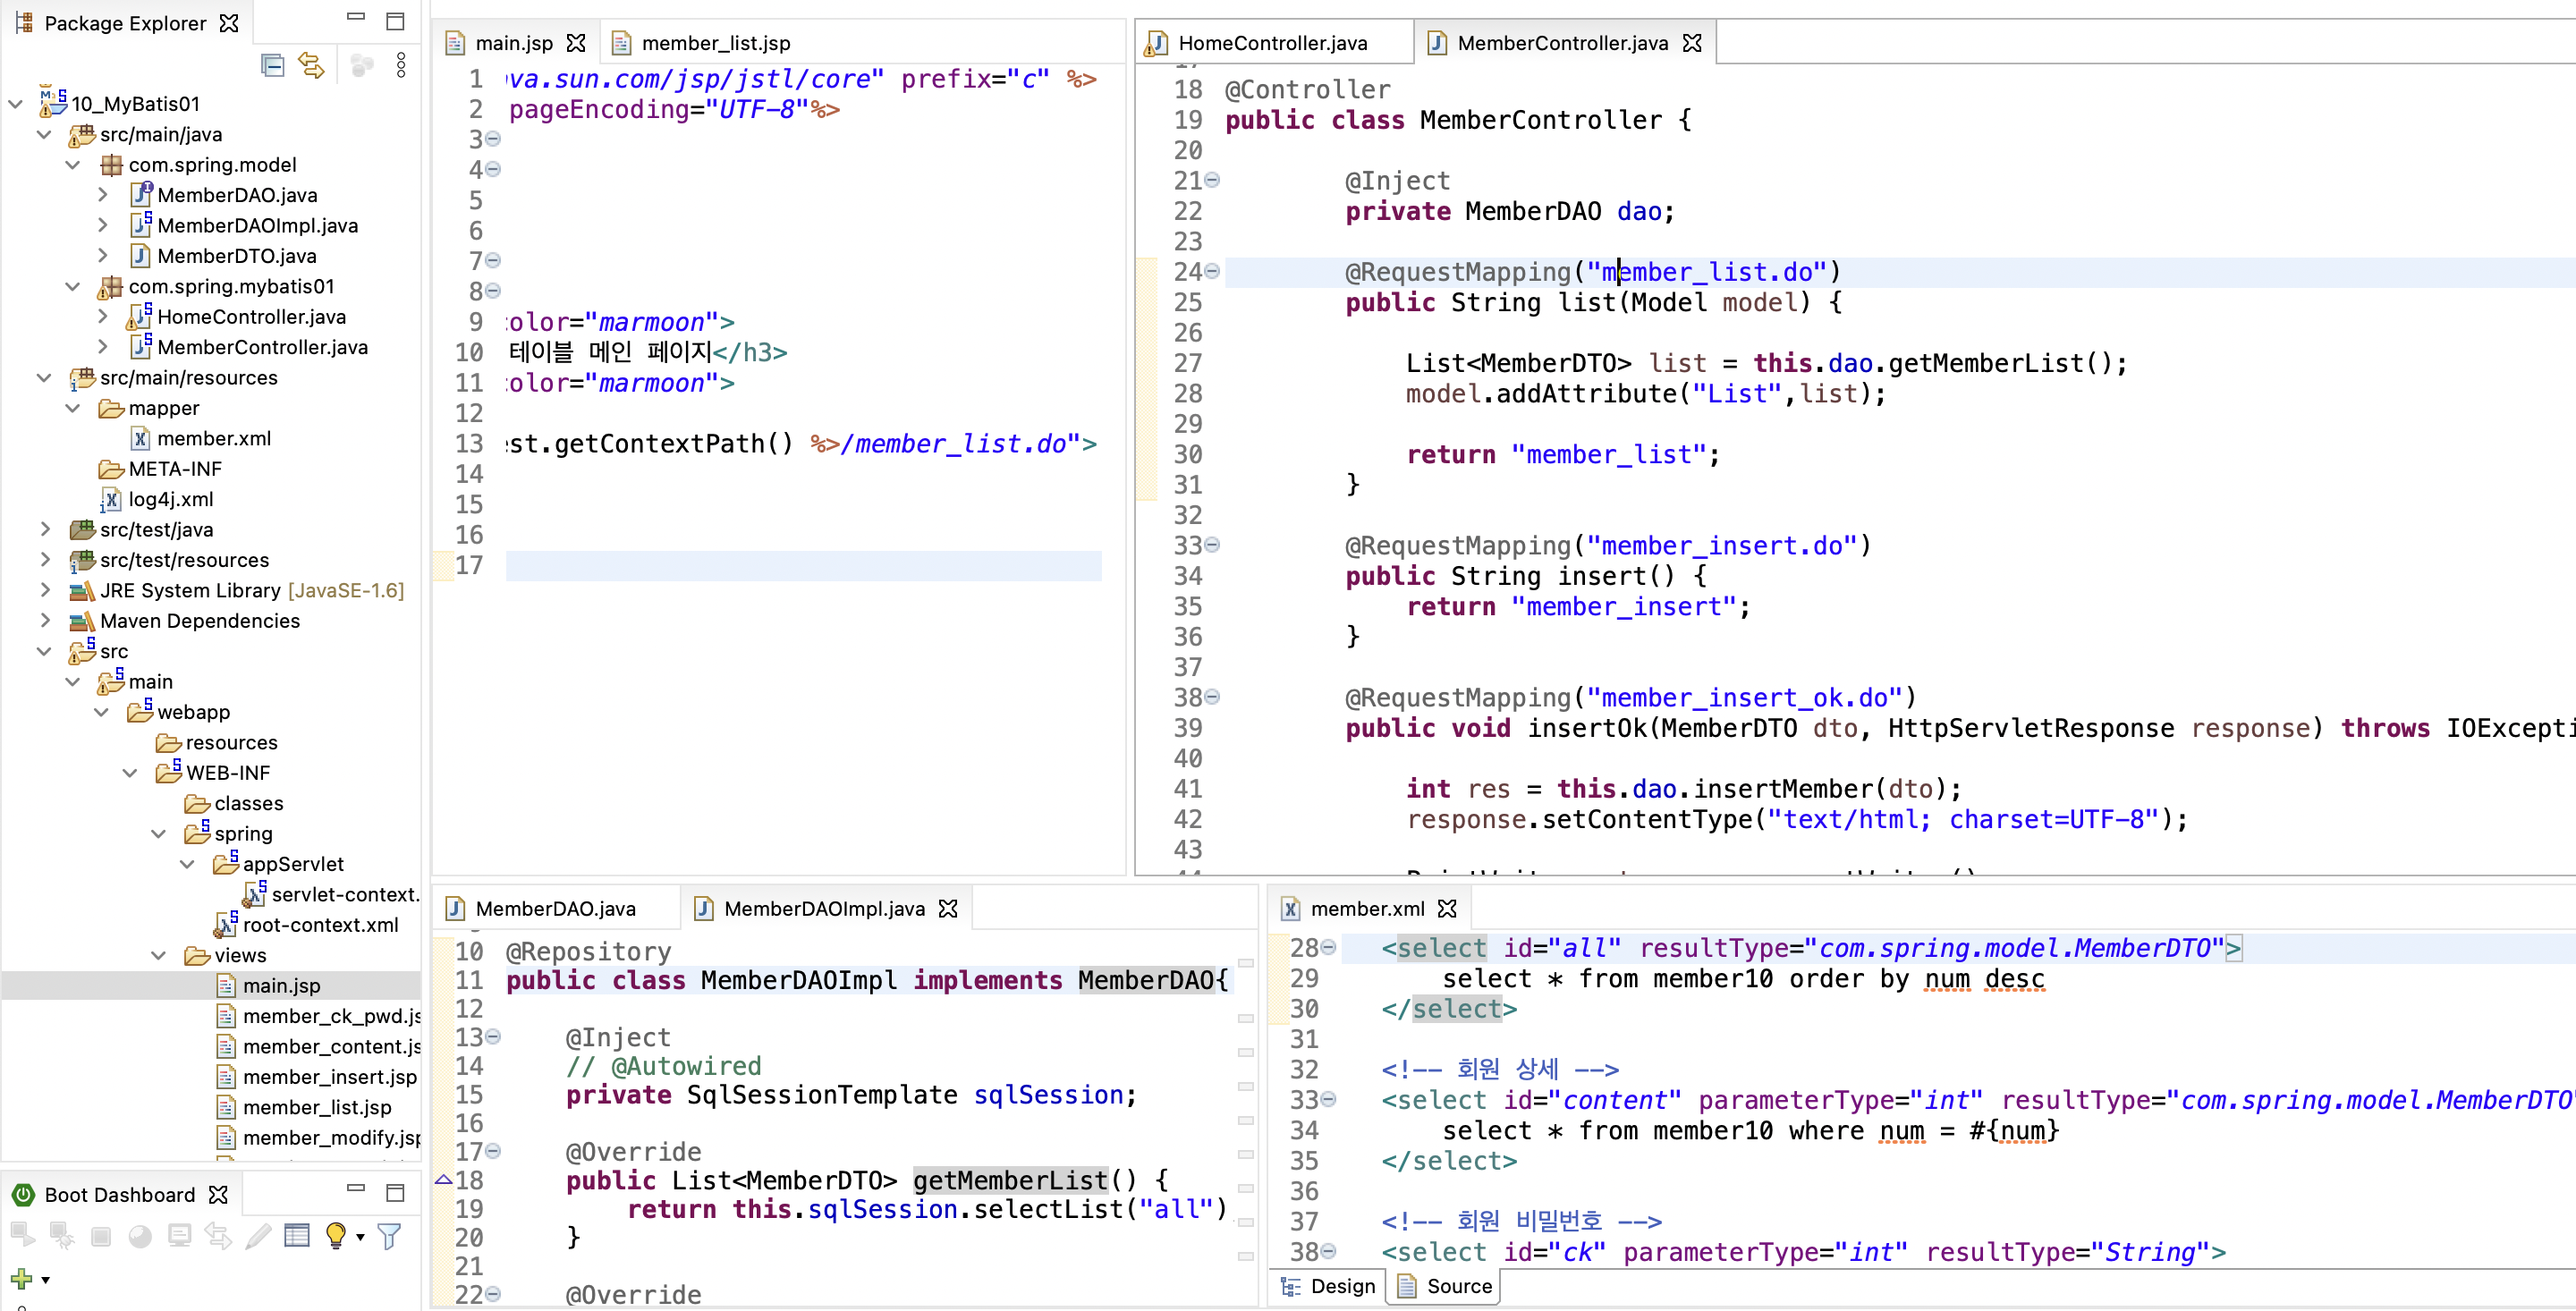 Package Explorer
10_MyBatis01
src/main/java
com.spring.model
MemberDAO.java
MemberDAOImpl.java
MemberDTO.java
com.spring.mybatis01
HomeController.java
MemberController.java
src/main/resources
mapper
member.xml
META-INF
log4j.xml
src/test/java
src/test/resources
JRE System Library [JavaSE-1.6]
Maven Dependencies
src
main
webapp
resources
WEB-INF
classes
spring
appServlet
servlet-context.
root-context.xml
views
main.jsp
member_ck_pwd.js
member_content.js
member_insert.jsp
member_list.jsp
member_modify.jsp
Boot Dashboard
main.jsp member_list.jsp
1 va.sun.com/jsp/jstl/core" prefix="c" %>
2 pageEncoding="UTF-8"%>
3
4
5
6
7
8
9 olor="marmoon">
10 테이블 메인 페이지</h3>
11 olor="marmoon">
12
13 st.getContextPath() %>/member_list.do">
14
15
16
17
HomeController.java MemberController.java
18 @Controller
19 public class MemberController {
20
21 @Inject
22 private MemberDAO dao;
23
24 @RequestMapping("member_list.do")
25 public String list(Model model) {
26
27 List<MemberDTO> list = this.dao.getMemberList();
28 model.addAttribute("List",list);
29
30 return "member_list";
31 }
32
33 @RequestMapping("member_insert.do")
34 public String insert() {
35 return "member_insert";
36 }
37
38 @RequestMapping("member_insert_ok.do")
39 public void insertOk(MemberDTO dto, HttpServletResponse response) throws IOExcepti
40
41 int res = this.dao.insertMember(dto);
42 response.setContentType("text/html; charset=UTF-8");
43
MemberDAO.java MemberDAOImpl.java
10 @Repository
11 public class MemberDAOImpl implements MemberDAO{
12
13 @Inject
14 // @Autowired
15 private SqlSessionTemplate sqlSession;
16
17 @Override
18 public List<MemberDTO> getMemberList() {
19 return this.sqlSession.selectList("all")
20 }
21
22 @Override
member.xml
28 <select id="all" resultType="com.spring.model.MemberDTO">
29 select * from member10 order by num desc
30 </select>
31
32 <!-- 회원 상세 -->
33 <select id="content" parameterType="int" resultType="com.spring.model.MemberDTO"
34 select * from member10 where num = #{num}
35 </select>
36
37 <!-- 회원 비밀번호 -->
38 <select id="ck" parameterType="int" resultType="String">
Design Source